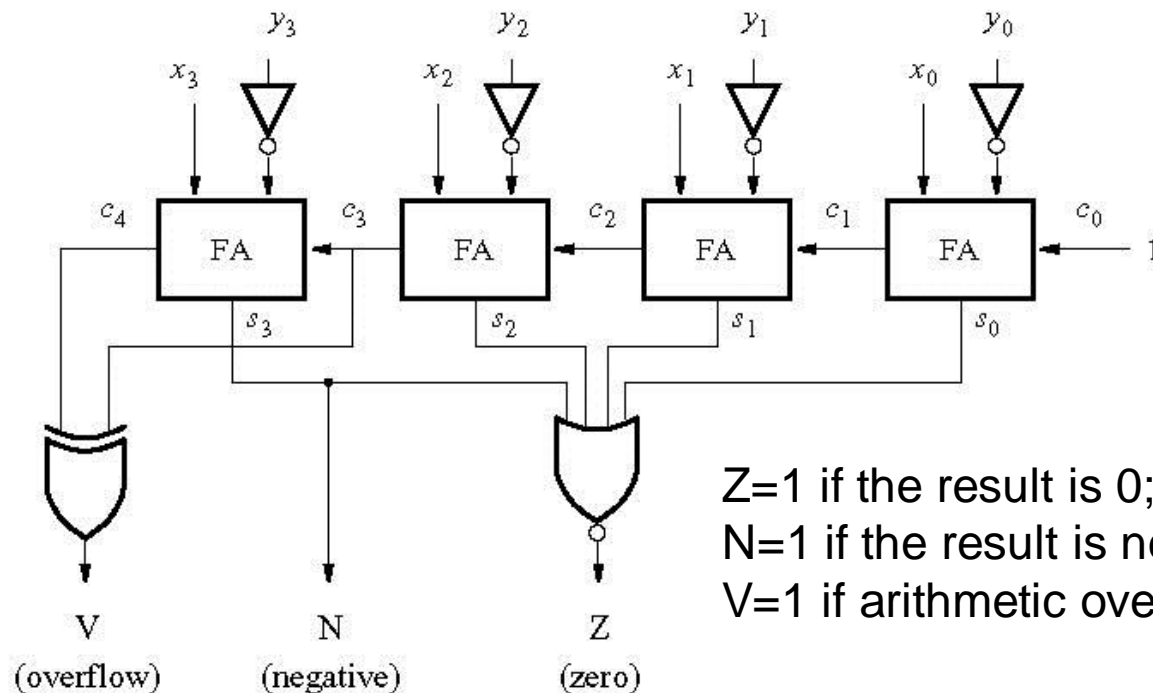 y3 y2 y1 y0
x3 x2 x1 x0
c4 c3 c2 c1 c0
FA FA FA FA 1
s3 s2 s1 s0
Z=1 if the result is 0;
N=1 if the result is
V=1 if arithmetic
V N Z
(overflow) (negative) (zero)